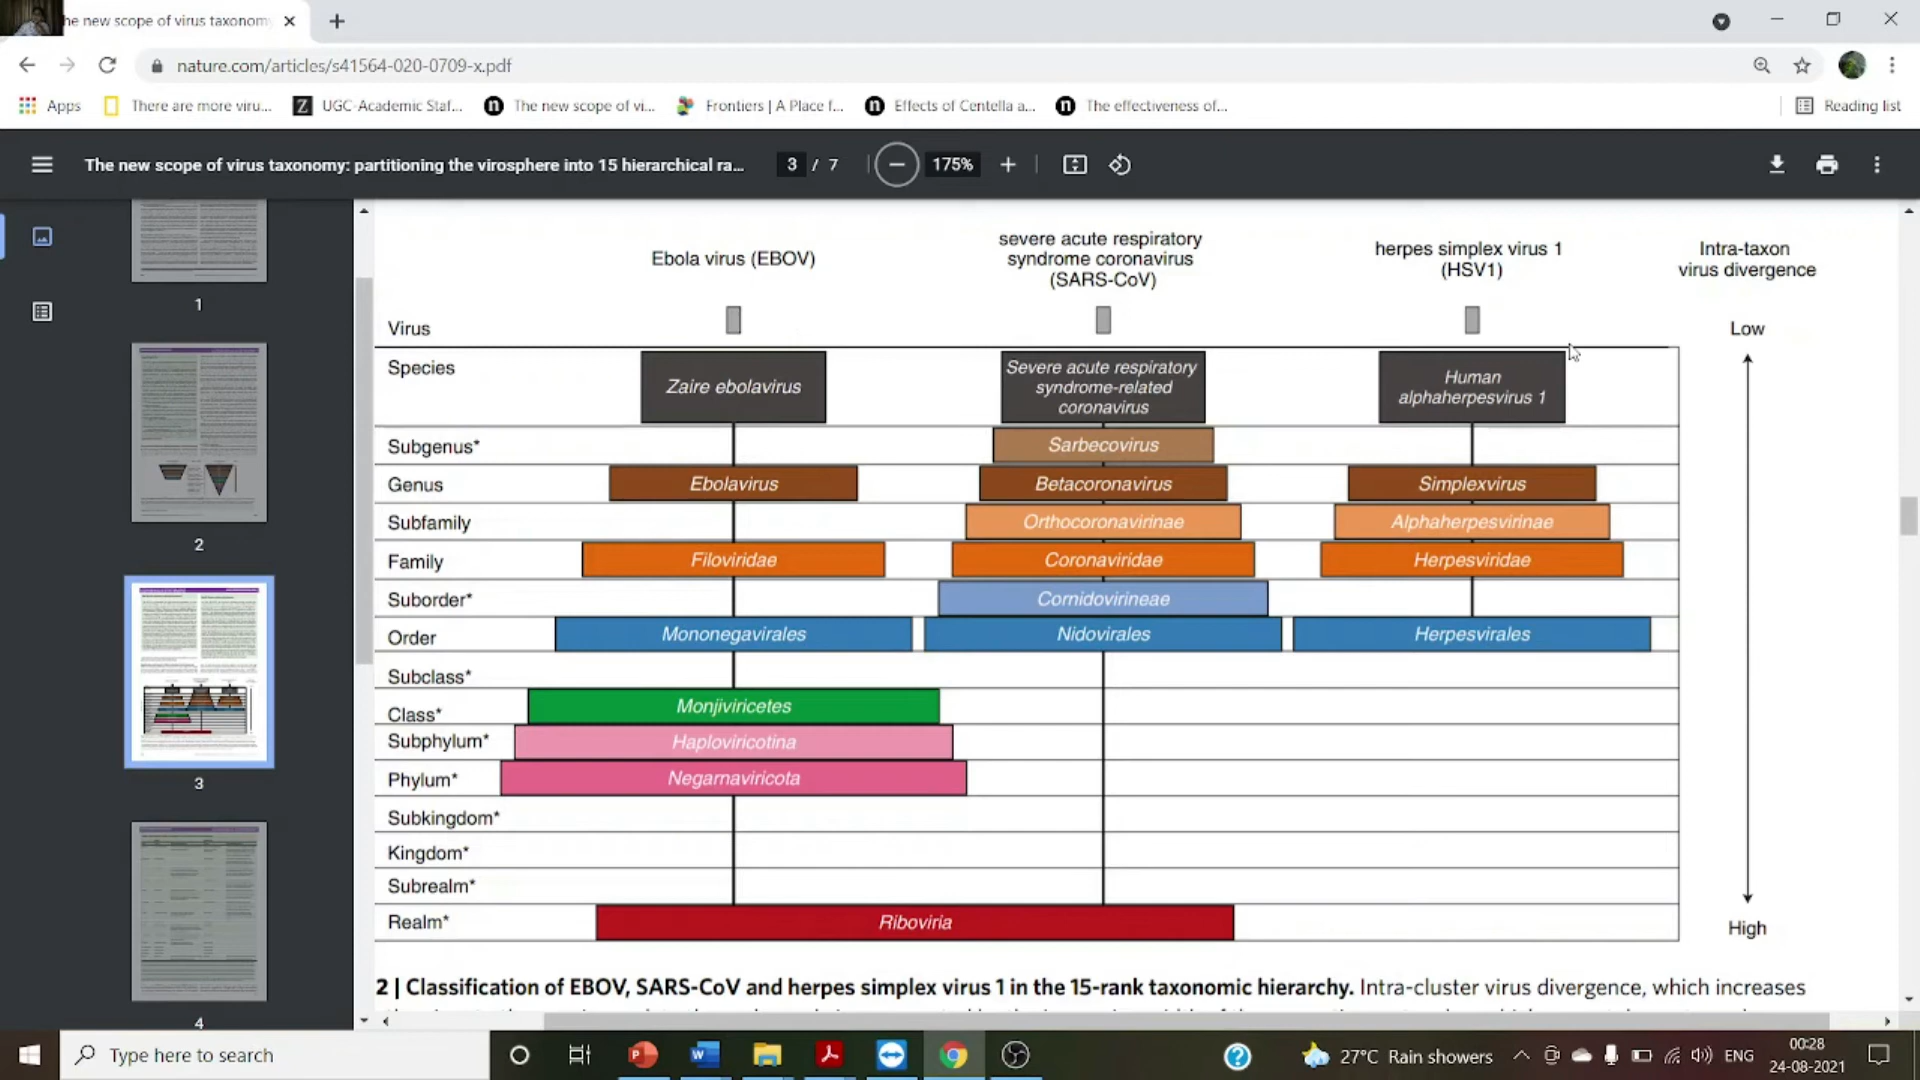 he new scope of virus taxonom
nature.com/articles/s41564-020-0709-x.pdf
Apps
There are more viru...
UGC-Academic Staf...
The new scope of vi...
Frontiers | A Place f...
Effects of Centella a...
The effectiveness of...
Reading list
The new scope of virus taxonomy: partitioning the virosphere into 15 hierarchical ra...
3 / 7
175%
1
2
3
4
Ebola virus (EBOV)
severe acute respiratory
syndrome coronavirus
(SARS-CoV)
herpes simplex virus 1
(HSV1)
Intra-taxon
virus divergence
Virus
Low
Species
Zaire ebolavirus
Severe acute respiratory
syndrome-related
coronavirus
Human
alphaherpesvirus 1
Subgenus*
Sarbecovirus
Genus
Ebolavirus
Betacoronavirus
Simplexvirus
Subfamily
Orthocoronavirinae
Alphaherpesvirinae
Family
Filoviridae
Coronaviridae
Herpesviridae
Suborder*
Cornidovirineae
Order
Mononegavirales
Nidovirales
Herpesvirales
Subclass*
Class*
Monjiviricetes
Subphylum*
Haploviricotina
Phylum*
Negarnaviricota
Subkingdom*
Kingdom*
Subrealm*
Realm*
Riboviria
High
2 | Classification of EBOV, SARS-CoV and herpes simplex virus 1 in the 15-rank taxonomic hierarchy. Intra-cluster virus divergence, which increases
Type here to search
27°C Rain showers
ENG
00:28
24-08-2021